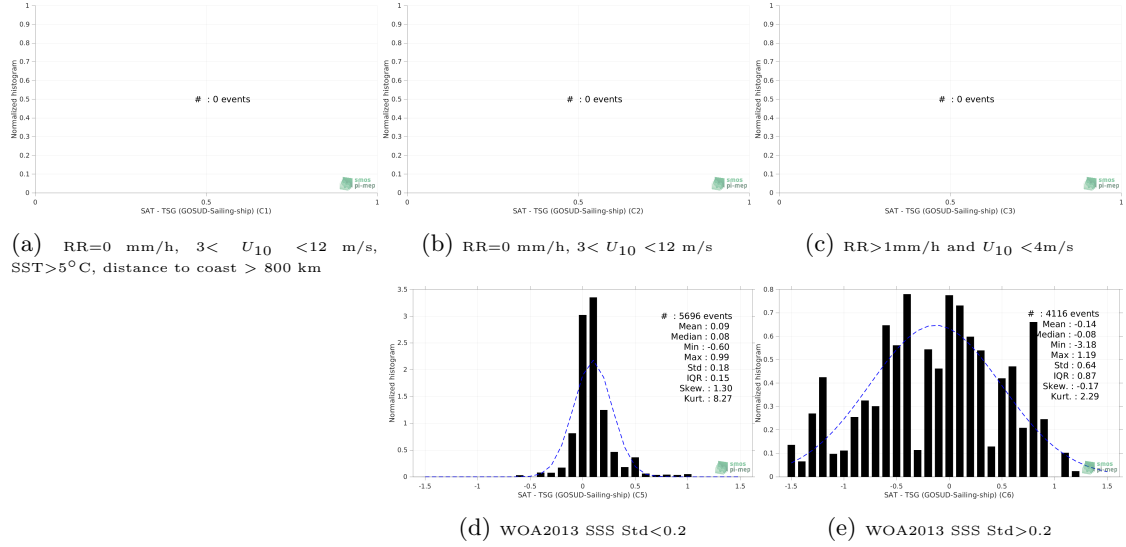 1
0.9
0.8
0.7
0.6
0.5
0.4
0.3
0.2
0.1
0
Normalized histogram
# : 0 events
smos
pi-mep
0 0.5 1
SAT - TSG (GOSUD-Sailing-ship) (C1)
(a) RR=0 mm/h, 3< U10 <12 m/s,
SST>5°C, distance to coast > 800 km
1
0.9
0.8
0.7
0.6
0.5
0.4
0.3
0.2
0.1
0
Normalized histogram
# : 0 events
smos
pi-mep
0 0.5 1
SAT - TSG (GOSUD-Sailing-ship) (C2)
(b) RR=0 mm/h, 3< U10 <12 m/s
1
0.9
0.8
0.7
0.6
0.5
0.4
0.3
0.2
0.1
0
Normalized histogram
# : 0 events
smos
pi-mep
0 0.5 1
SAT - TSG (GOSUD-Sailing-ship) (C3)
(c) RR>1mm/h and U10 <4m/s
3.5
3
2.5
2
1.5
1
0.5
0
Normalized histogram
# : 5696 events
Mean : 0.09
Median : 0.08
Min : -0.60
Max : 0.99
Std : 0.18
IQR : 0.15
Skew. : 1.30
Kurt. : 8.27
smos
pi-mep
-1.5 -1 -0.5 0 0.5 1 1.5
SAT - TSG (GOSUD-Sailing-ship) (C5)
(d) WOA2013 SSS Std<0.2
0.8
0.7
0.6
0.5
0.4
0.3
0.2
0.1
0
Normalized histogram
# : 4116 events
Mean : -0.14
Median : -0.08
Min : -3.18
Max : 1.19
Std : 0.64
IQR : 0.87
Skew. : -0.17
Kurt. : 2.29
smos
pi-mep
-1.5 -1 -0.5 0 0.5 1 1.5
SAT - TSG (GOSUD-Sailing-ship) (C6)
(e) WOA2013 SSS Std>0.2